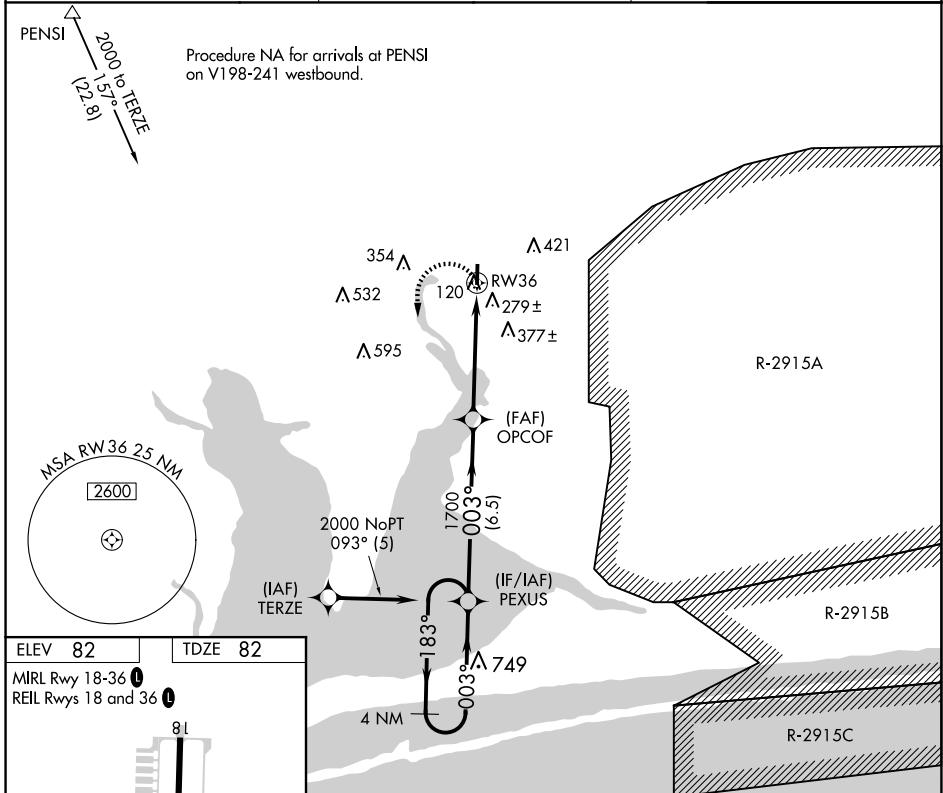 PENSI
2000 to TERZE
157°
(22.8)
Procedure NA for arrivals at PENSI
on V198-241 westbound.
421
354
RW36
120
532
279±
377±
595
R-2915A
(FAF)
OPCOF
MSA RW36 25 NM
2600
1700
003°
(6.5)
2000 NoPT
093° (5)
(IAF)
TERZE
(IF/IAF)
PEXUS
R-2915B
183°
003°
749
4 NM
R-2915C
ELEV 82
TDZE 82
MIRL Rwy 18-36 L
REIL Rwys 18 and 36 L
18